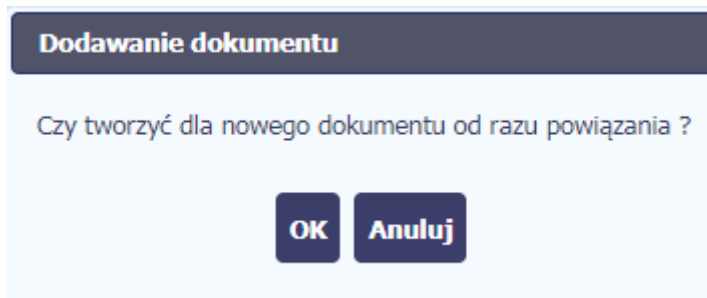 Dodawanie dokumentu
Czy tworzyć dla nowego dokumentu od razu powiązania ?
OK Anuluj